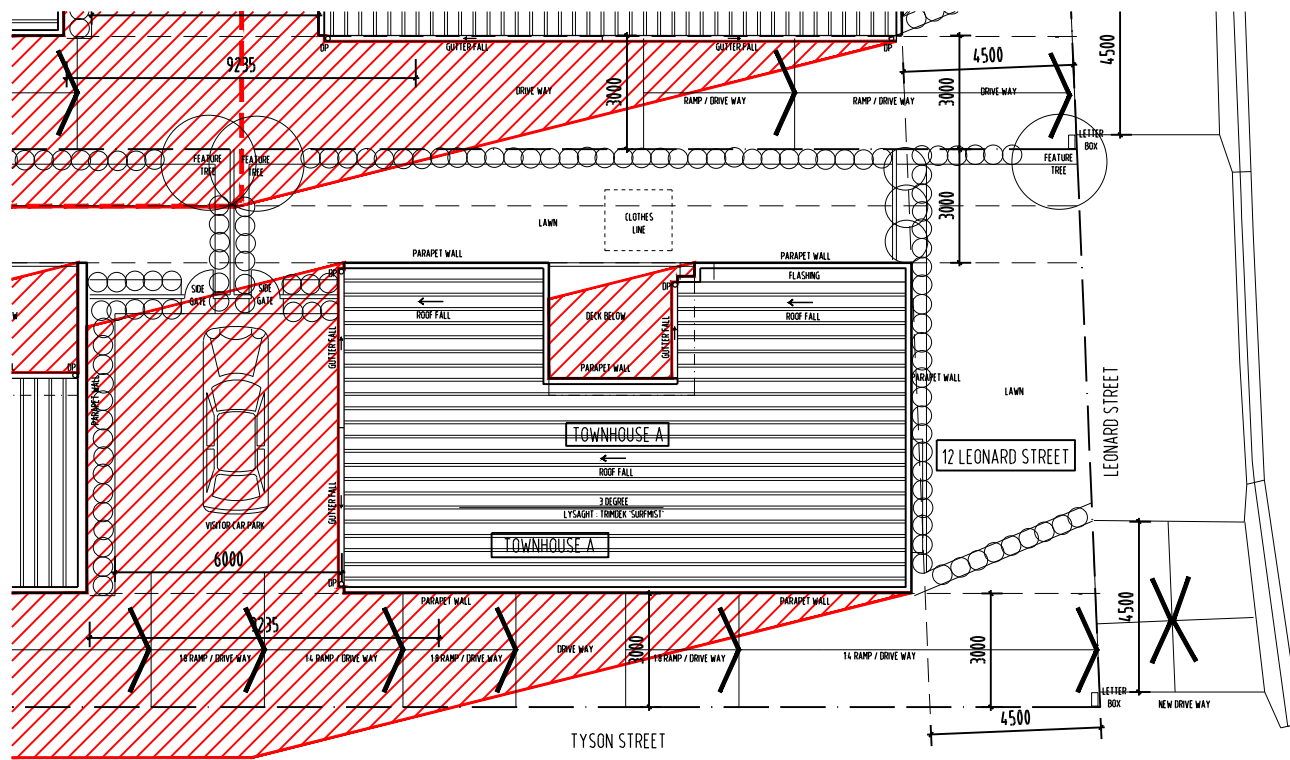 DP
GUTTER FALL
GUTTER FALL
DP
4500
4500
9235
DRIVE WAY
3000
RAMP / DRIVE WAY
RAMP / DRIVE WAY
3000
DRIVE WAY
LETTER
BOX
FEATURE
TREE
FEATURE
TREE
FEATURE
TREE
LAWN
CLOTHES
LINE
3000
PARAPET WALL
PARAPET WALL
DP
FLASHING
SIDE
GATE
SIDE
GATE
DP
ROOF FALL
DECK BELOW
ROOF FALL
GUTTER FALL
GUTTER FALL
W
DP
PARAPET WALL
PARAPET WALL
PARAPET WALL
LAWN
LEONARD STREET
TOWNHOUSE A
12 LEONARD STREET
ROOF FALL
GUTTER FALL
3 DEGREE
LYSAGHT : TRIMDEK 'SURFMIST'
VISITOR CAR PARK
TOWNHOUSE A
6000
DP
PARAPET WALL
PARAPET WALL
4500
9235
3000
3000
1:8 RAMP / DRIVE WAY
1:4 RAMP / DRIVE WAY
1:8 RAMP / DRIVE WAY
DRIVE WAY
1:8 RAMP / DRIVE WAY
1:4 RAMP / DRIVE WAY
LETTER
BOX
NEW DRIVE WAY
4500
TYSON STREET